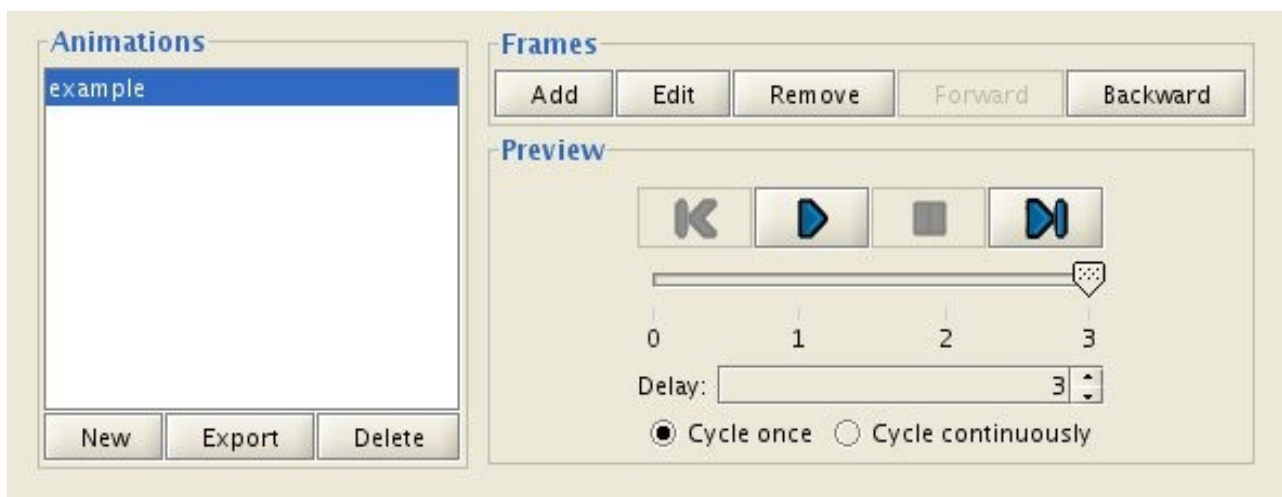 Animations
example
New Export Delete
Frames
Add Edit Remove Forward Backward
Preview
0 1 2 3
Delay: 3
Cycle once Cycle continuously